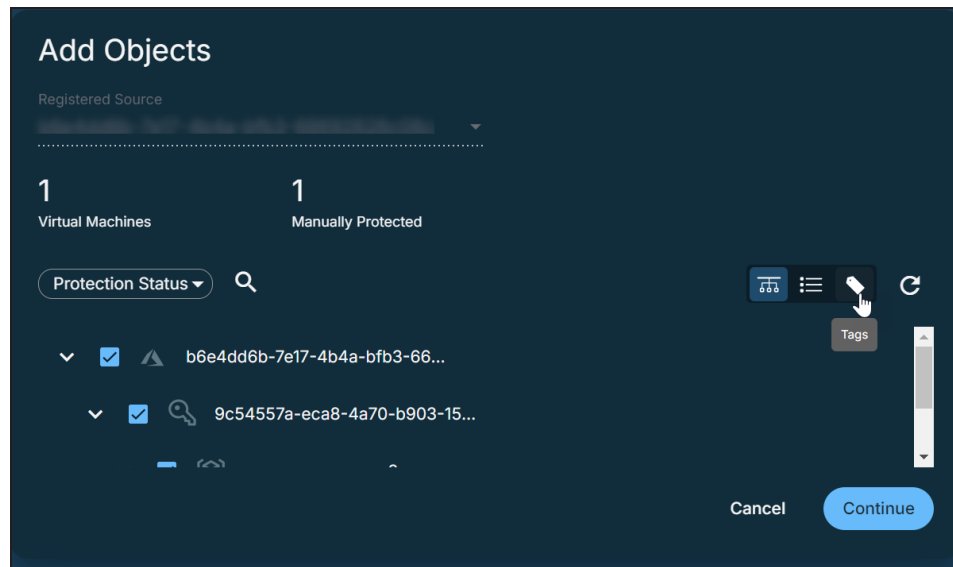 Add Objects
Registered Source
1
1
Virtual Machines
Manually Protected
Protection Status
Tags
b6e4dd6b-7e17-4b4a-bfb3-66...
9c54557a-eca8-4a70-b903-15...
Cancel
Continue